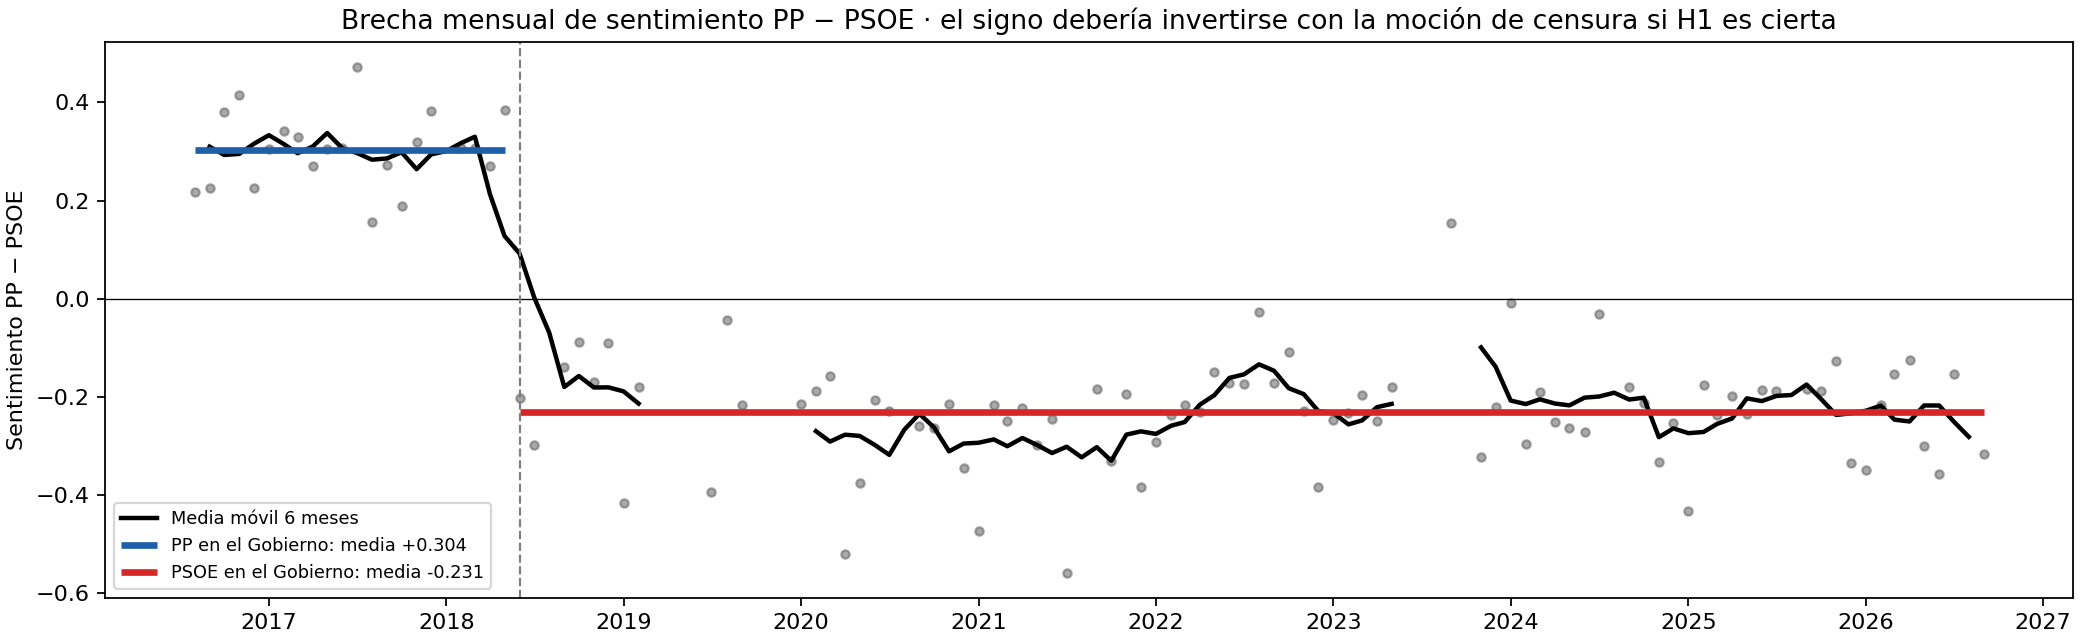 Brecha mensual de sentimiento PP − PSOE · el signo debería invertirse con la moción de censura si H1 es cierta
Sentimiento PP − PSOE
0.4
0.2
0.0
−0.2
−0.4
−0.6
Media móvil 6 meses
PP en el Gobierno: media +0.304
PSOE en el Gobierno: media -0.231
2017 2018 2019 2020 2021 2022 2023 2024 2025 2026 2027